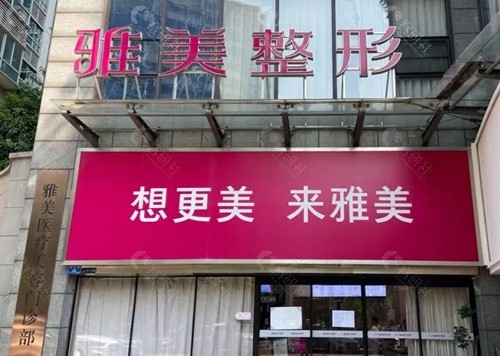 雅美整形
想更美 来雅美
雅美医疗美容门诊部